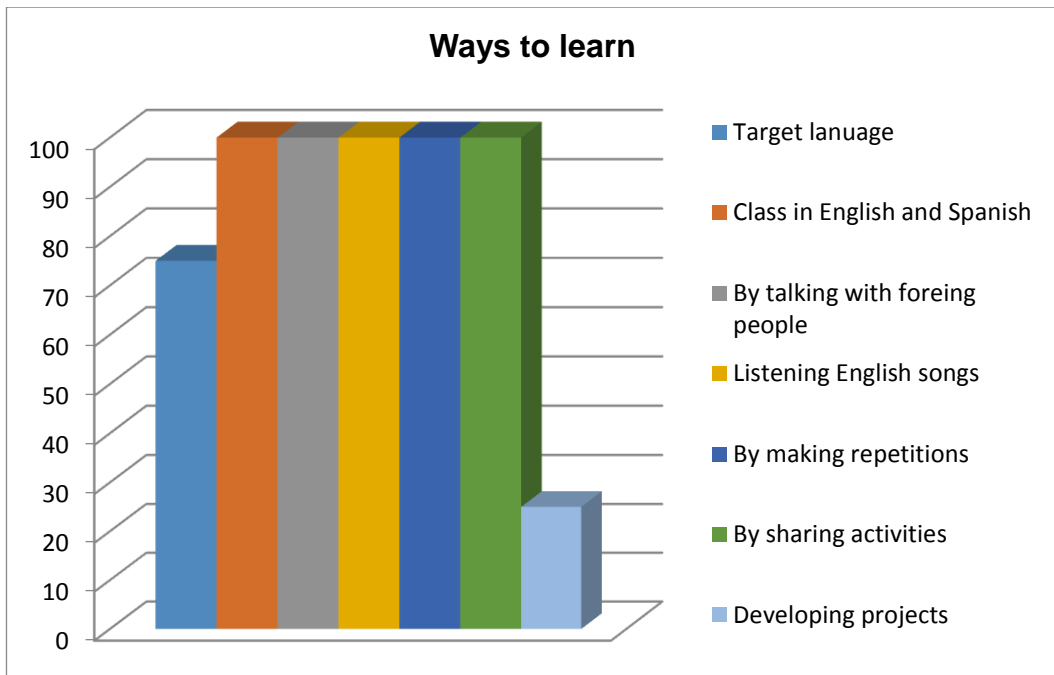 Ways to learn
100
90
80
70
60
50
40
30
20
10
0
Target lanuage
Class in English and Spanish
By talking with foreing
people
Listening English songs
By making repetitions
By sharing activities
Developing projects